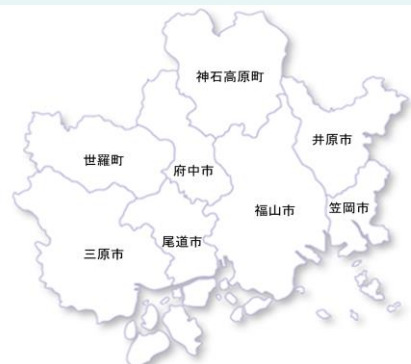 神石高原町
井原市
世羅町
府中市
福山市
笠岡市
尾道市
三原市